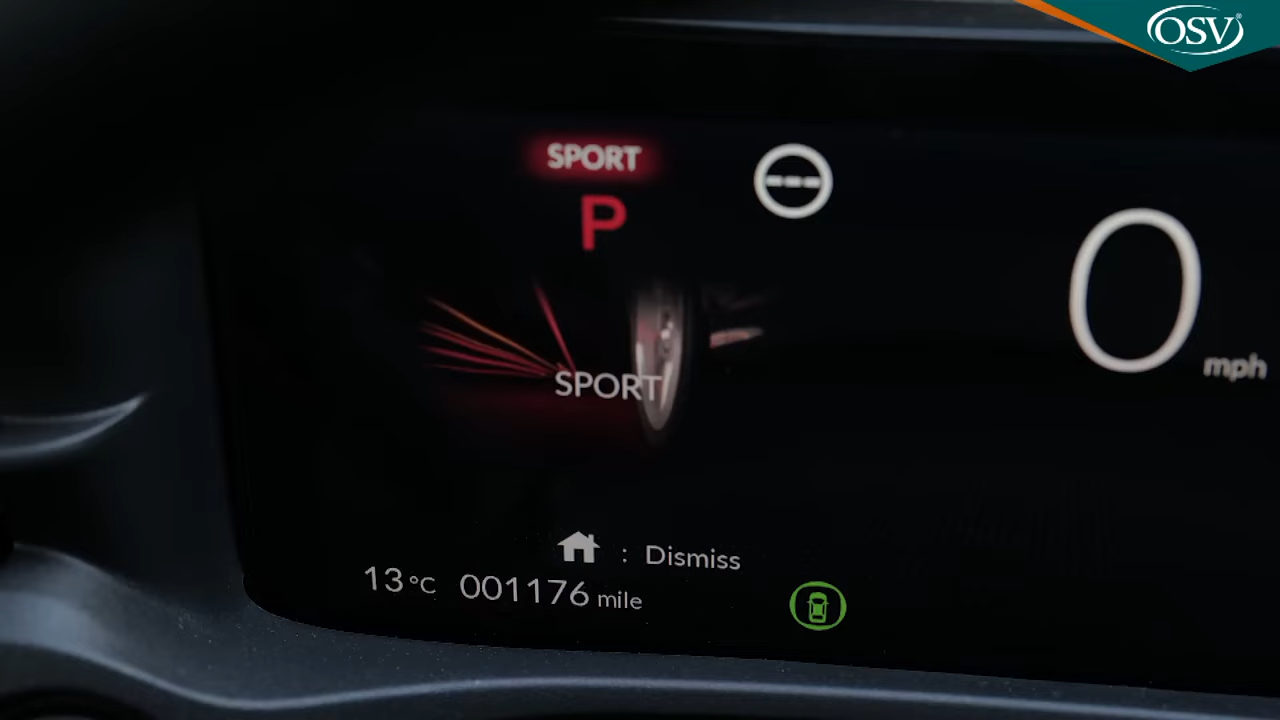 OSV®
SPORT
P
---
0
mph
SPORT
: Dismiss
13°C 001176 mile